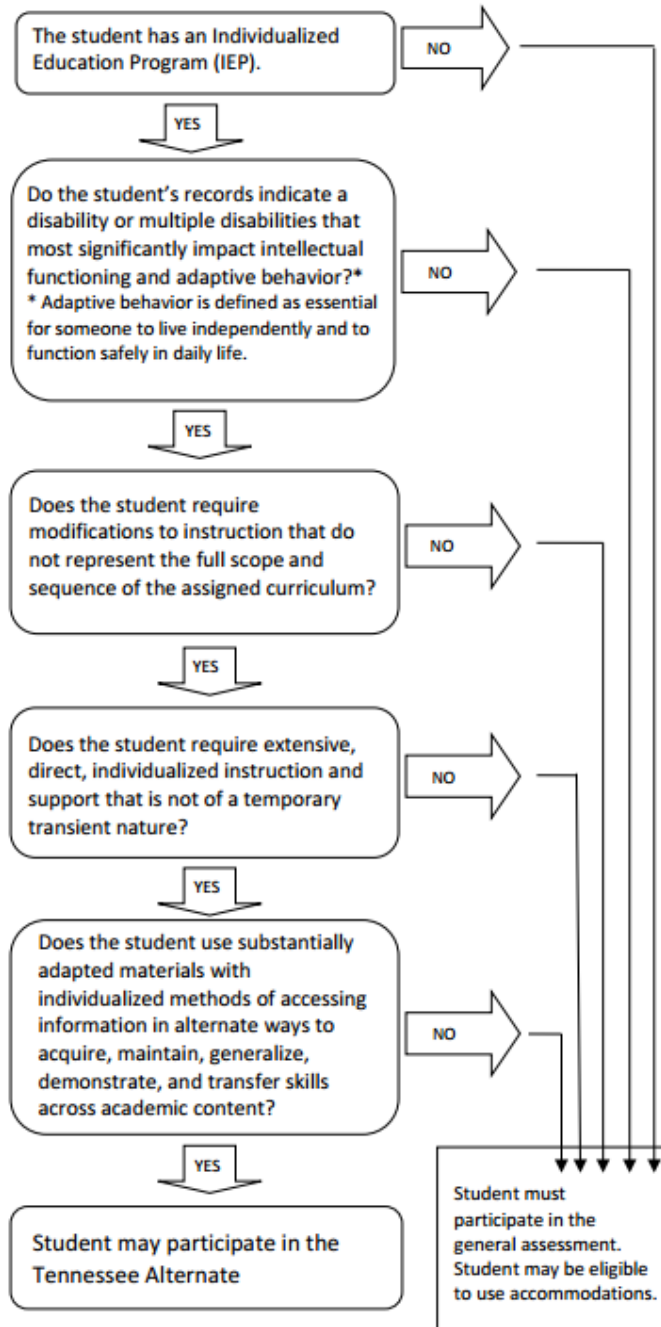 The student has an Individualized
Education Program (IEP).
NO
YES
Do the student's records indicate a
disability or multiple disabilities that
most significantly impact intellectual
functioning and adaptive behavior?*
* Adaptive behavior is defined as essential
for someone to live independently and to
function safely in daily life.
NO
YES
Does the student require
modifications to instruction that do
not represent the full scope and
sequence of the assigned curriculum?
NO
YES
Does the student require extensive,
direct, individualized instruction and
support that is not of a temporary
transient nature?
NO
YES
Does the student use substantially
adapted materials with
individualized methods of accessing
information in alternate ways to
acquire, maintain, generalize,
demonstrate, and transfer skills
across academic content?
NO
YES
Student may participate in the
Tennessee Alternate
Student must
participate in the
general assessment.
Student may be eligible
to use accommodations.